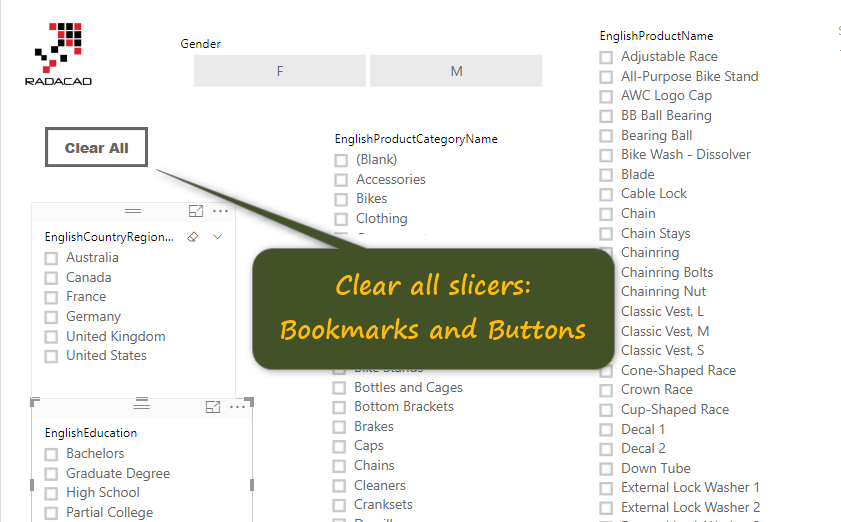 RADACAD
Gender
F
M
Clear All
EnglishCountryRegion...
Australia
Canada
France
Germany
United Kingdom
United States
EnglishEducation
Bachelors
Graduate Degree
High School
Partial College
EnglishProductCategoryName
(Blank)
Accessories
Bikes
Clothing
Clear all slicers:
Bookmarks and Buttons
Bike Stands
Bottles and Cages
Bottom Brackets
Brakes
Caps
Chains
Cleaners
Cranksets
EnglishProductName
Adjustable Race
All-Purpose Bike Stand
AWC Logo Cap
BB Ball Bearing
Bearing Ball
Bike Wash - Dissolver
Blade
Cable Lock
Chain
Chain Stays
Chainring
Chainring Bolts
Chainring Nut
Classic Vest, L
Classic Vest, M
Classic Vest, S
Cone-Shaped Race
Crown Race
Cup-Shaped Race
Decal 1
Decal 2
Down Tube
External Lock Washer 1
External Lock Washer 2